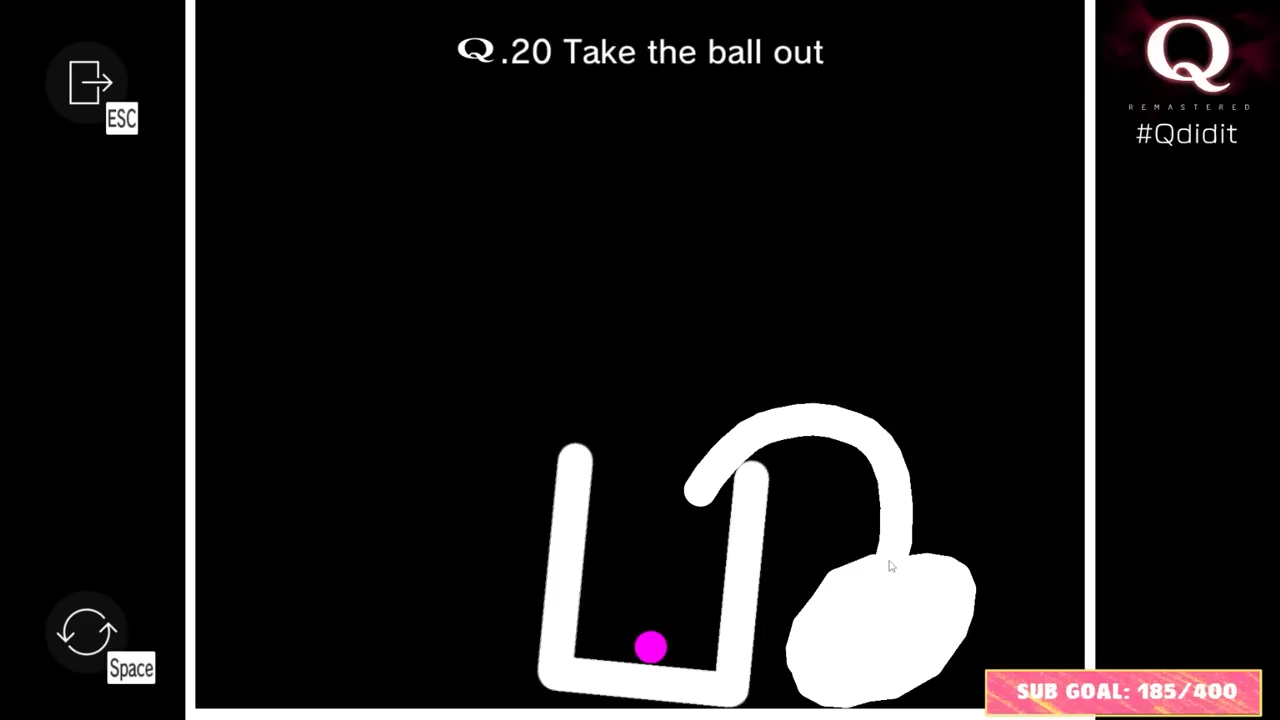 Q.20 Take the ball out
ESC
Q
REMASTERED
#Qdidit
Space
SUB GOAL: 185/400